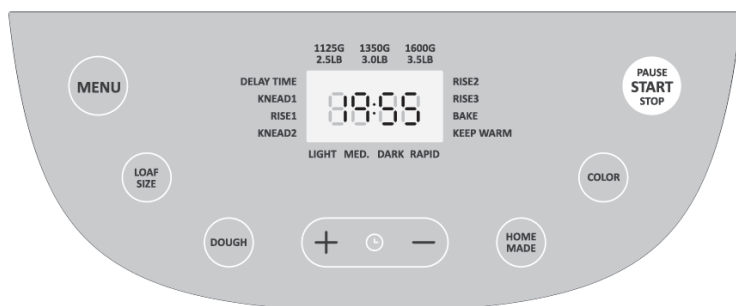 1125G 1350G 1600G
2.5LB 3.0LB 3.5LB
MENU
DELAY TIME
KNEAD1
RISE1
KNEAD2
19:55
RISE2
RISE3
BAKE
KEEP WARM
LIGHT MED. DARK RAPID
PAUSE
START
STOP
LOAF
SIZE
COLOR
DOUGH
+ −
HOME
MADE